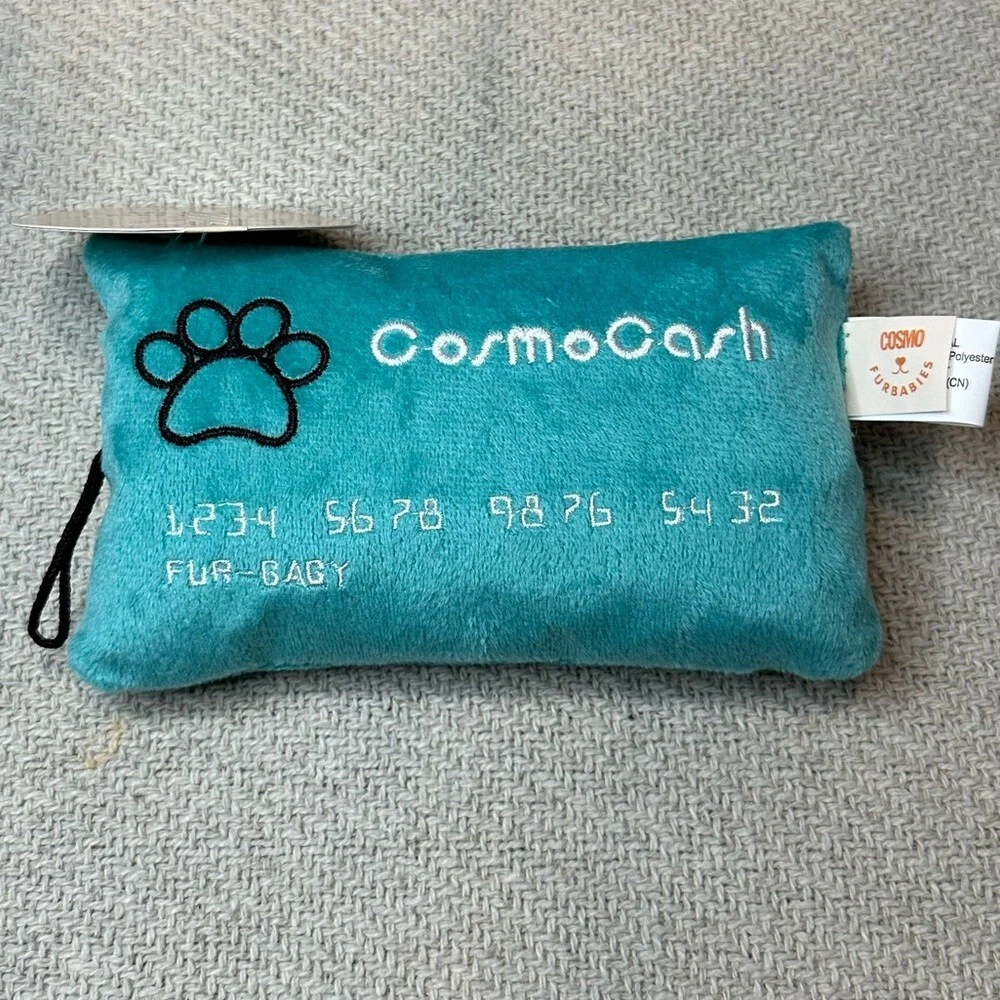 CosmoCash
1234 5678 9876 5432
FUR-BABY
COSMO
FURBABIES
Polyester
(CN)